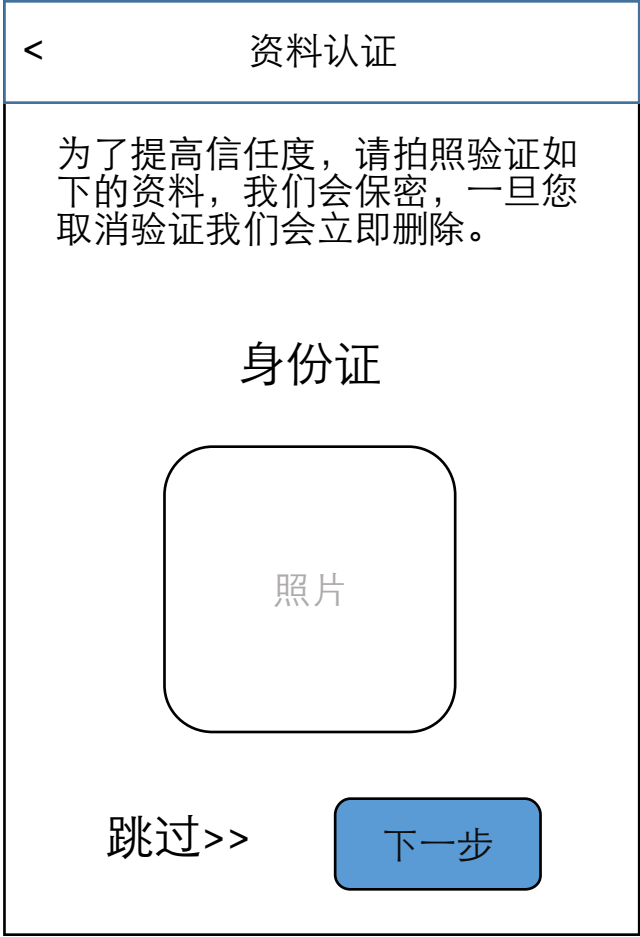 < 资料认证
为了提高信任度，请拍照验证如
下的资料，我们会保密，一旦您
取消验证我们会立即删除。
身份证
照片
跳过>> 下一步